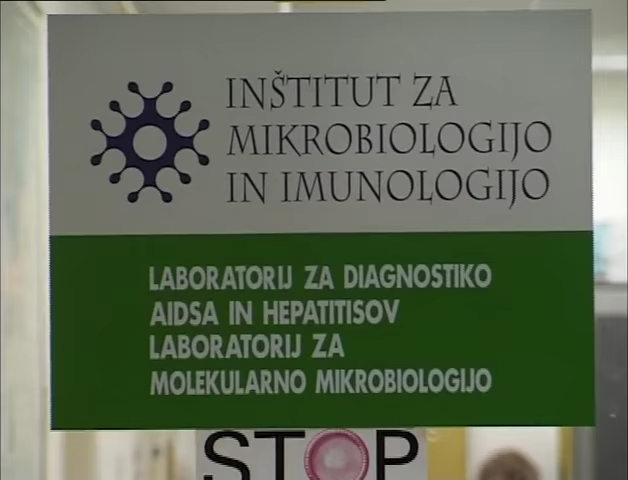 INŠTITUT ZA
MIKROBIOLOGIJO
IN IMUNOLOGIJO
LABORATORIJ ZA DIAGNOSTIKO
AIDSA IN HEPATITISOV
LABORATORIJ ZA
MOLEKULARNO MIKROBIOLOGIJO
STOP